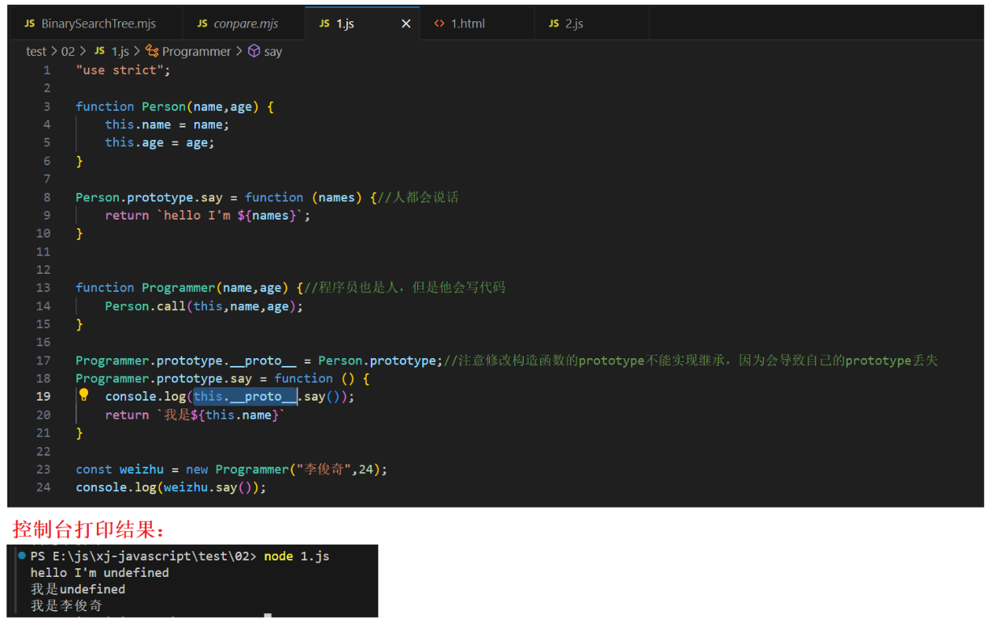 JS BinarySearchTree.mjs JS conpare.mjs JS 1.js × <> 1.html JS 2.js
test > 02 > JS 1.js > Programmer > say
1 "use strict";
2
3 function Person(name,age) {
4 this.name = name;
5 this.age = age;
6 }
7
8 Person.prototype.say = function (names) {//人都会说话
9 return `hello I'm ${names}`;
10 }
11
12
13 function Programmer(name,age) {//程序员也是人，但是他会写代码
14 Person.call(this,name,age);
15 }
16
17 Programmer.prototype.__proto__ = Person.prototype;//注意修改构造函数的prototype不能实现继承，因为会导致自己的prototype丢失
18 Programmer.prototype.say = function () {
19 console.log(this.__proto__.say());
20 return `我是${this.name}`
21 }
22
23 const weizhu = new Programmer("李俊奇",24);
24 console.log(weizhu.say());
控制台打印结果：
PS E:\js\xj-javascript\test\02> node 1.js
hello I'm undefined
我是undefined
我是李俊奇